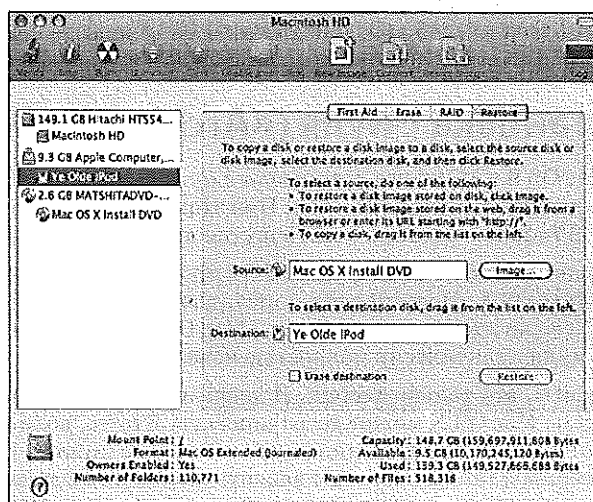 Macintosh HD
First Aid Erase RAID Restore
149.1 GB Hitachi HTS54...
Macintosh HD
9.3 GB Apple Computer,...
Ye Olde iPod
2.6 GB MATSHITADVD-...
Mac OS X Install DVD
To copy a disk or restore a disk image to a disk, select the source disk or
disk image, select the destination disk, and then click Restore.
To select a source, do one of the following:
• To restore a disk image stored on disk, click Image.
• To restore a disk image stored on the web, drag it from a
browser or enter its URL starting with "http://".
• To copy a disk, drag it from the list on the left.
Source: Mac OS X Install DVD Image...
To select a destination disk, drag it from the list on the left.
Destination: Ye Olde iPod
Erase destination Restore
Mount Point: / Capacity: 148.7 GB (159,697,911,808 Bytes
Format: Mac OS Extended (Journaled) Available: 9.5 GB (10,170,245,120 Bytes)
Owners Enabled: Yes Used: 139.3 GB (149,527,666,688 Bytes
Number of Folders: 110,771 Number of Files: 518,316